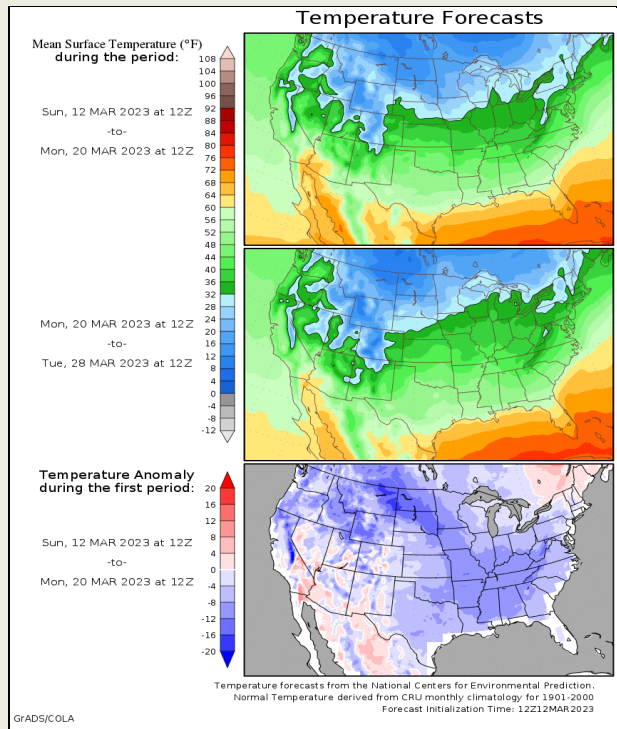 Temperature Forecasts
Mean Surface Temperature (°F)
during the period:
Sun, 12 MAR 2023 at 12Z
-to-
Mon, 20 MAR 2023 at 12Z
108
104
100
96
92
88
84
80
76
72
68
64
60
56
52
48
44
40
36
32
28
24
20
16
12
8
4
0
-4
-8
-12
Mon, 20 MAR 2023 at 12Z
-to-
Tue, 28 MAR 2023 at 12Z
Temperature Anomaly
during the first period:
Sun, 12 MAR 2023 at 12Z
-to-
Mon, 20 MAR 2023 at 12Z
20
16
12
8
4
0
-4
-8
-12
-16
-20
Temperature forecasts from the National Centers for Environmental Prediction.
Normal Temperature derived from CRU monthly climatology for 1901-2000
Forecast Initialization Time: 12Z12MAR2023
GrADS/COLA